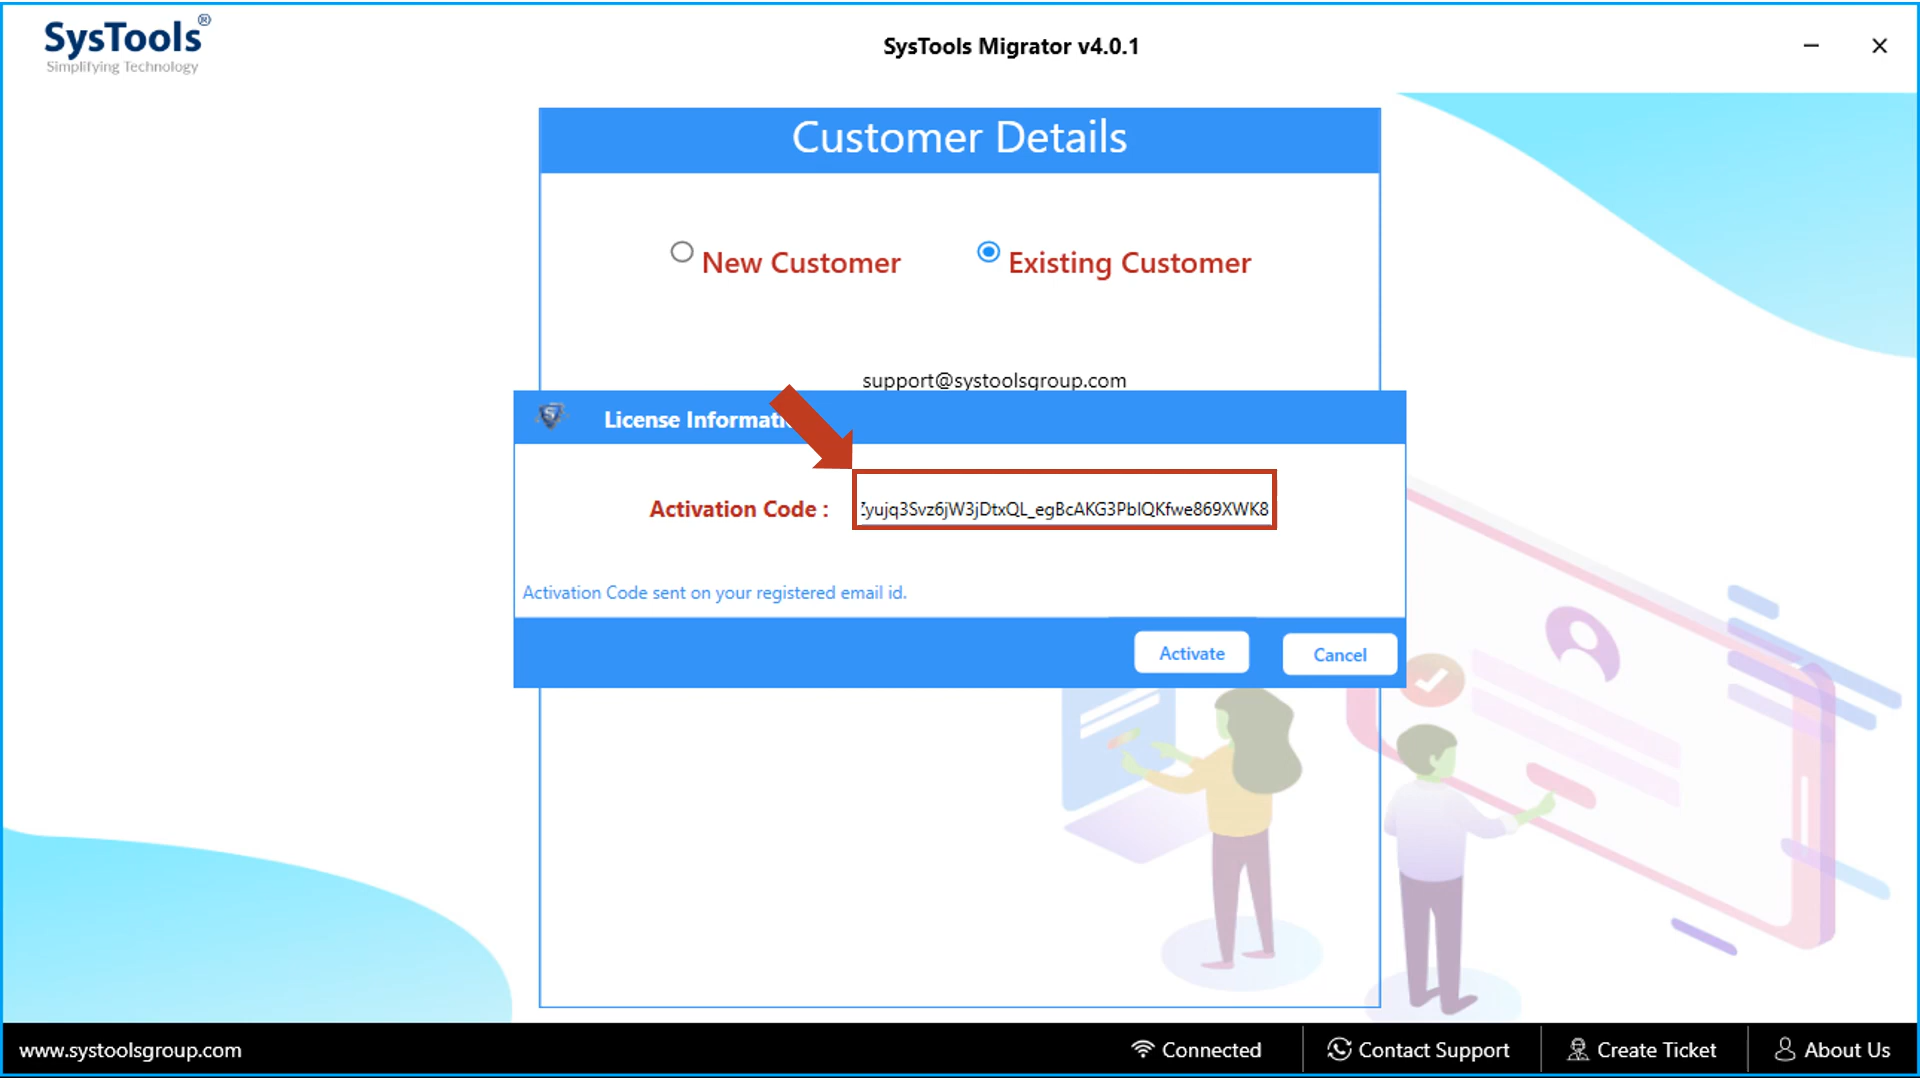 SysTools®
Simplifying Technology
SysTools Migrator v4.0.1
Customer Details
New Customer
Existing Customer
support@systoolsgroup.com
License Informati
Activation Code :
yujq3Svz6jW3jDtxQL_egBcAKG3PbIQKfwe869XWK8
Activation Code sent on your registered email id.
Activate
Cancel
www.systoolsgroup.com
Connected
Contact Support
Create Ticket
About Us